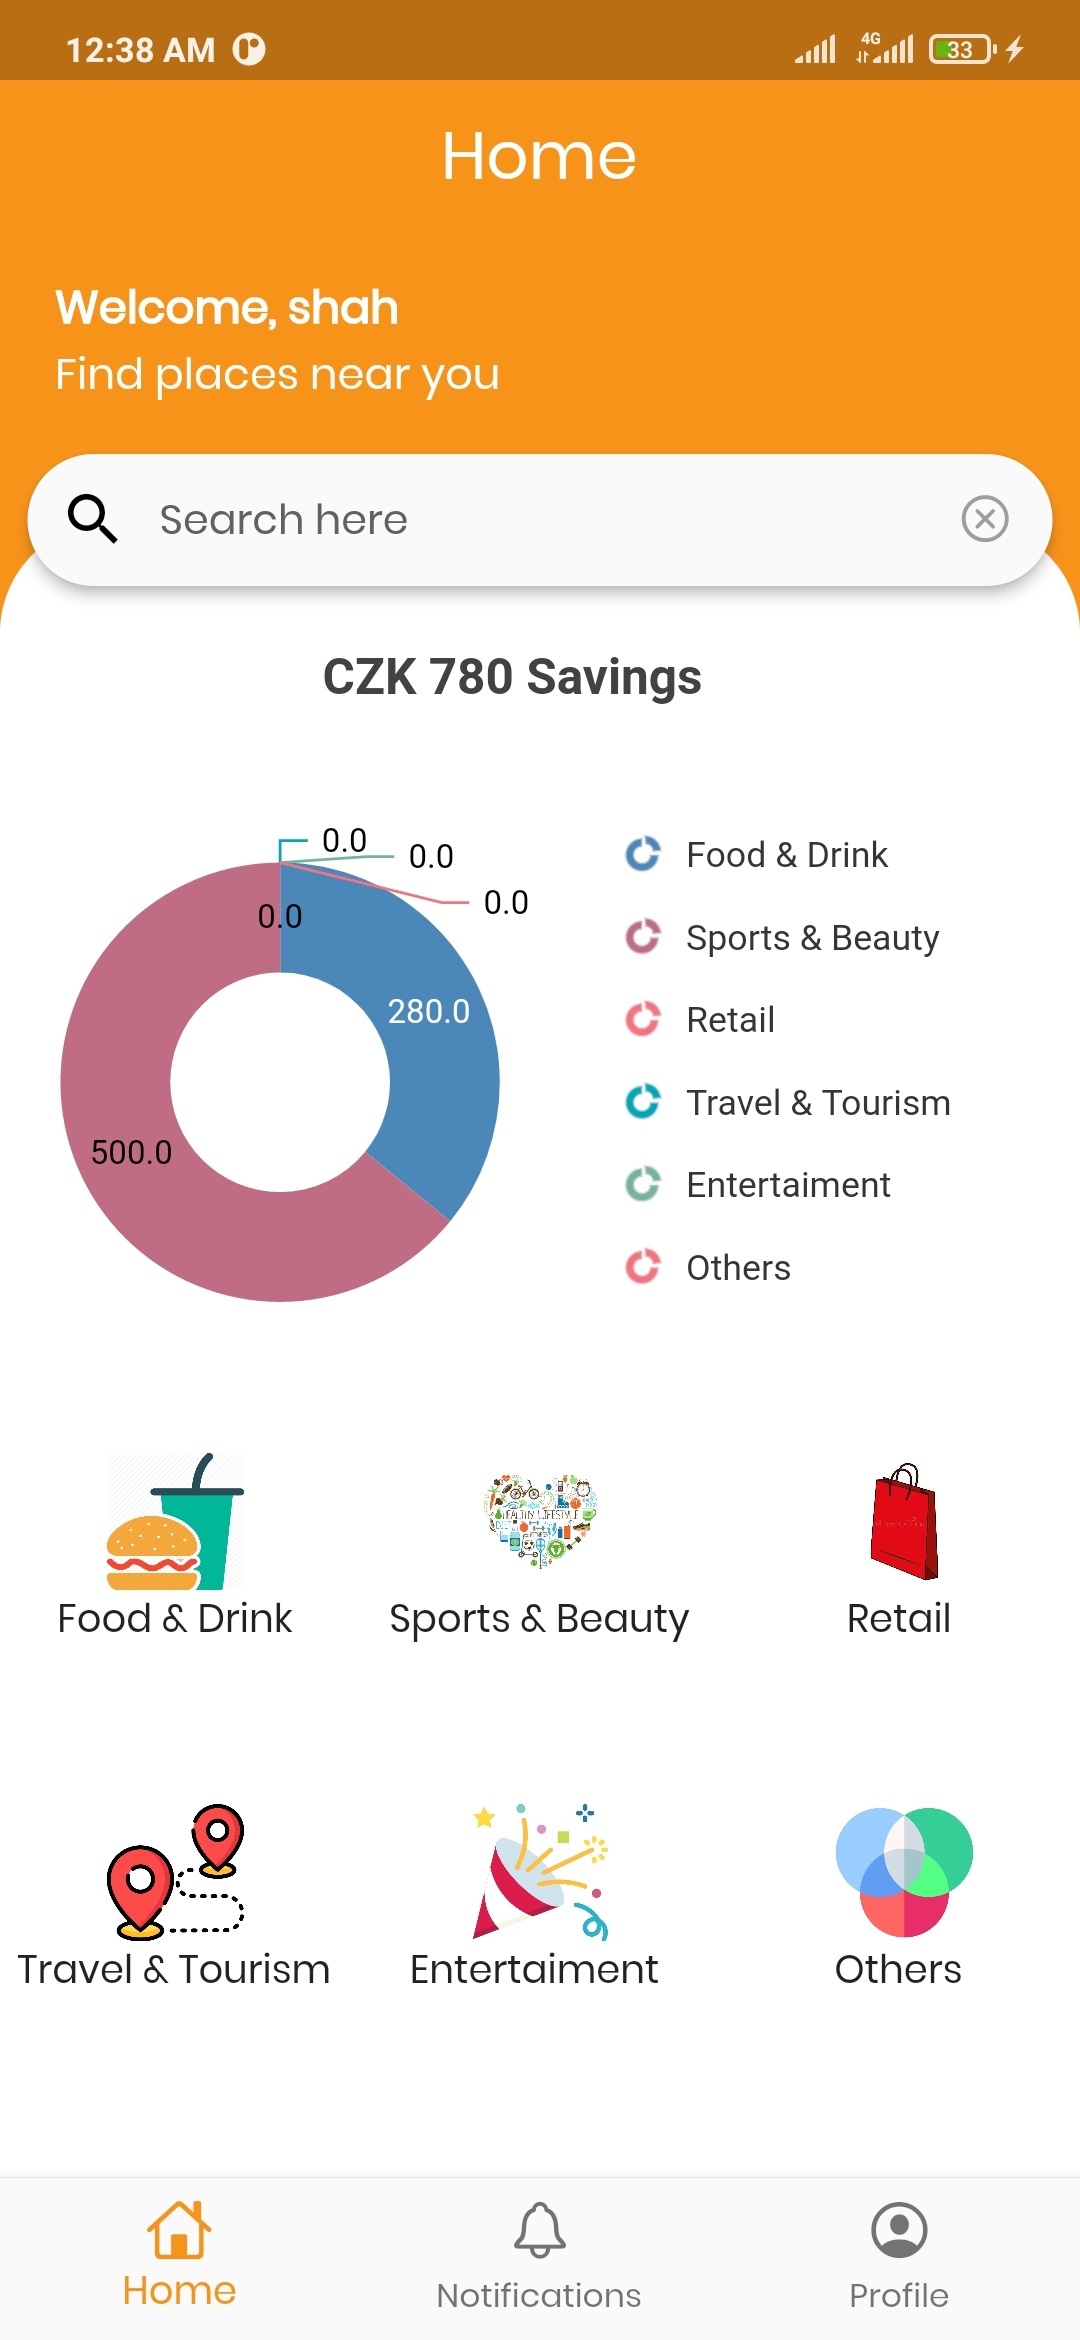 12:38 AM
4G
33
Home
Welcome, shah
Find places near you
Search here
CZK 780 Savings
0.0
0.0
0.0
0.0
280.0
500.0
Food & Drink
Sports & Beauty
Retail
Travel & Tourism
Entertaiment
Others
HEALTHY LIFESTYLE
Food & Drink
Sports & Beauty
Retail
Travel & Tourism
Entertaiment
Others
Home
Notifications
Profile